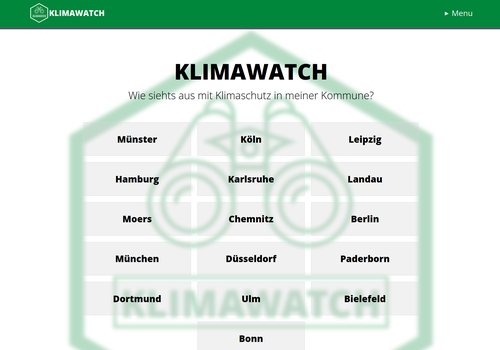 KLIMAWATCH
► Menu
KLIMAWATCH
Wie siehts aus mit Klimaschutz in meiner Kommune?
Münster Köln Leipzig
Hamburg Karlsruhe Landau
Moers Chemnitz Berlin
München Düsseldorf Paderborn
Dortmund Ulm Bielefeld
KLIMAWATCH
Bonn